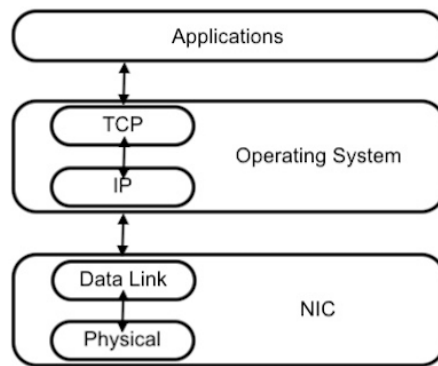 Applications
TCP
Operating System
IP
Data Link
NIC
Physical